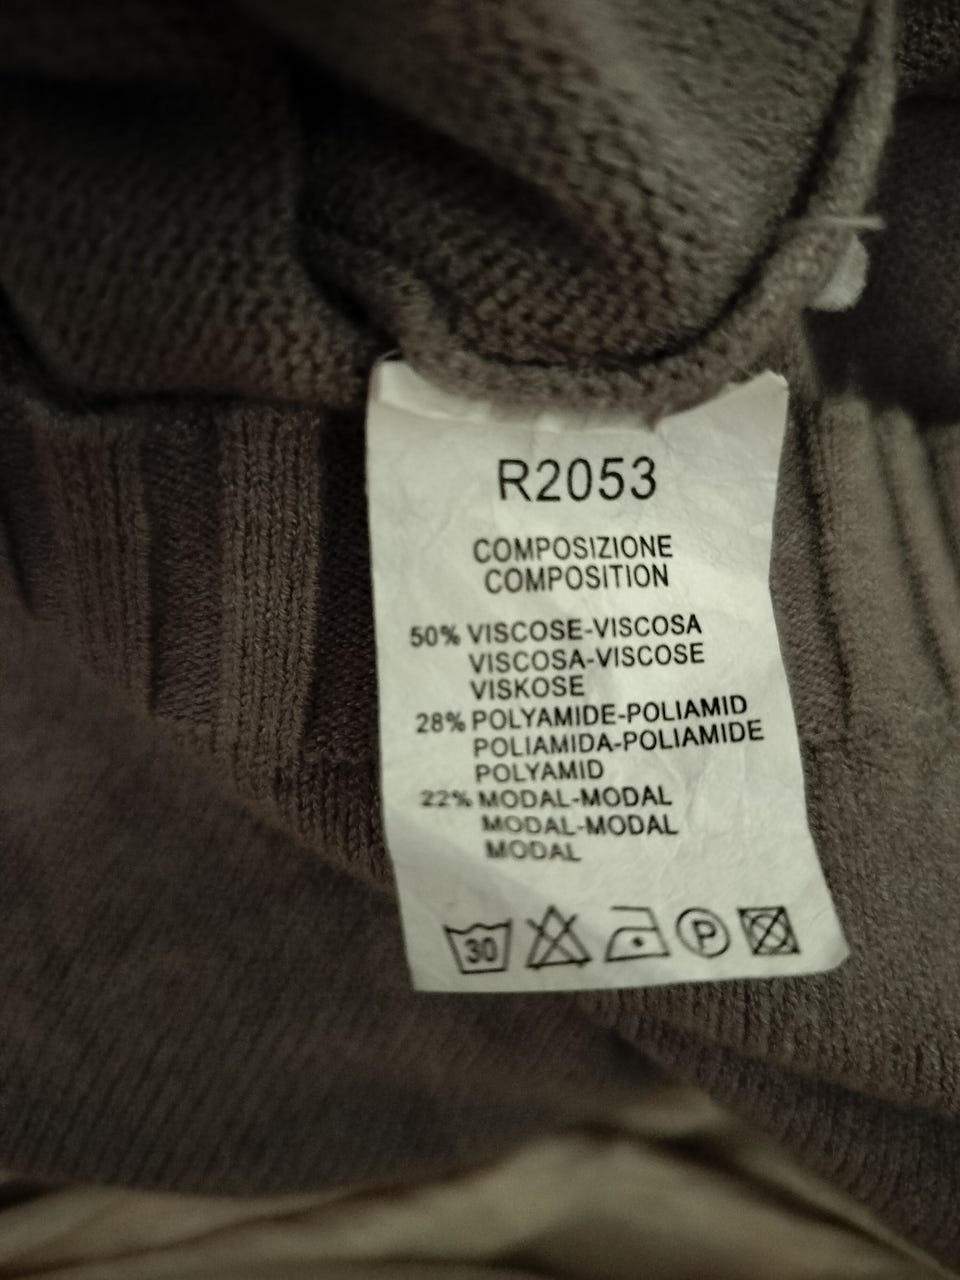 R2053
COMPOSIZIONE
COMPOSITION
50% VISCOSE-VISCOSA
VISCOSA-VISCOSE
VISKOSE
28% POLYAMIDE-POLIAMID
POLIAMIDA-POLIAMIDE
POLYAMID
22% MODAL-MODAL
MODAL-MODAL
MODAL
30 P